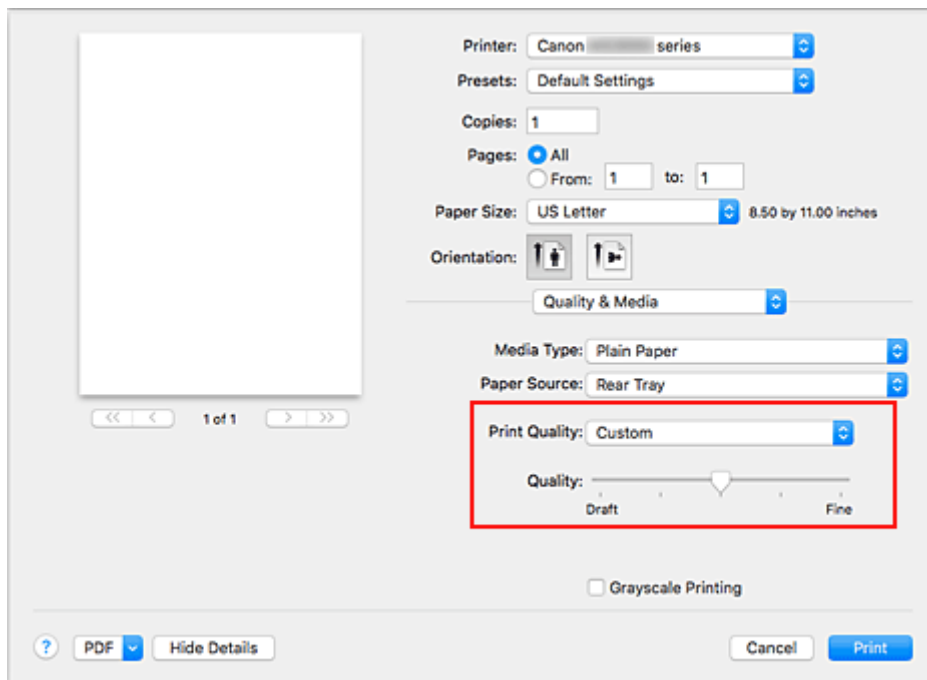 Printer: Canon series
Presets: Default Settings
Copies: 1
Pages: All
From: 1 to: 1
Paper Size: US Letter 8.50 by 11.00 inches
Orientation:
Quality & Media
Media Type: Plain Paper
Paper Source: Rear Tray
<< < 1 of 1 > >>
Print Quality: Custom
Quality:
Draft Fine
Grayscale Printing
? PDF Hide Details Cancel Print